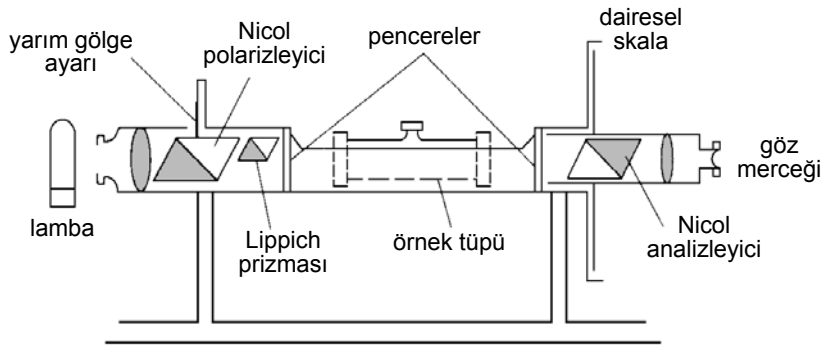 yarım gölge
ayarı
Nicol
polarizleyici
pencereler
dairesel
skala
lamba
Lippich
prizması
örnek tüpü
Nicol
analizleyici
göz
merceği